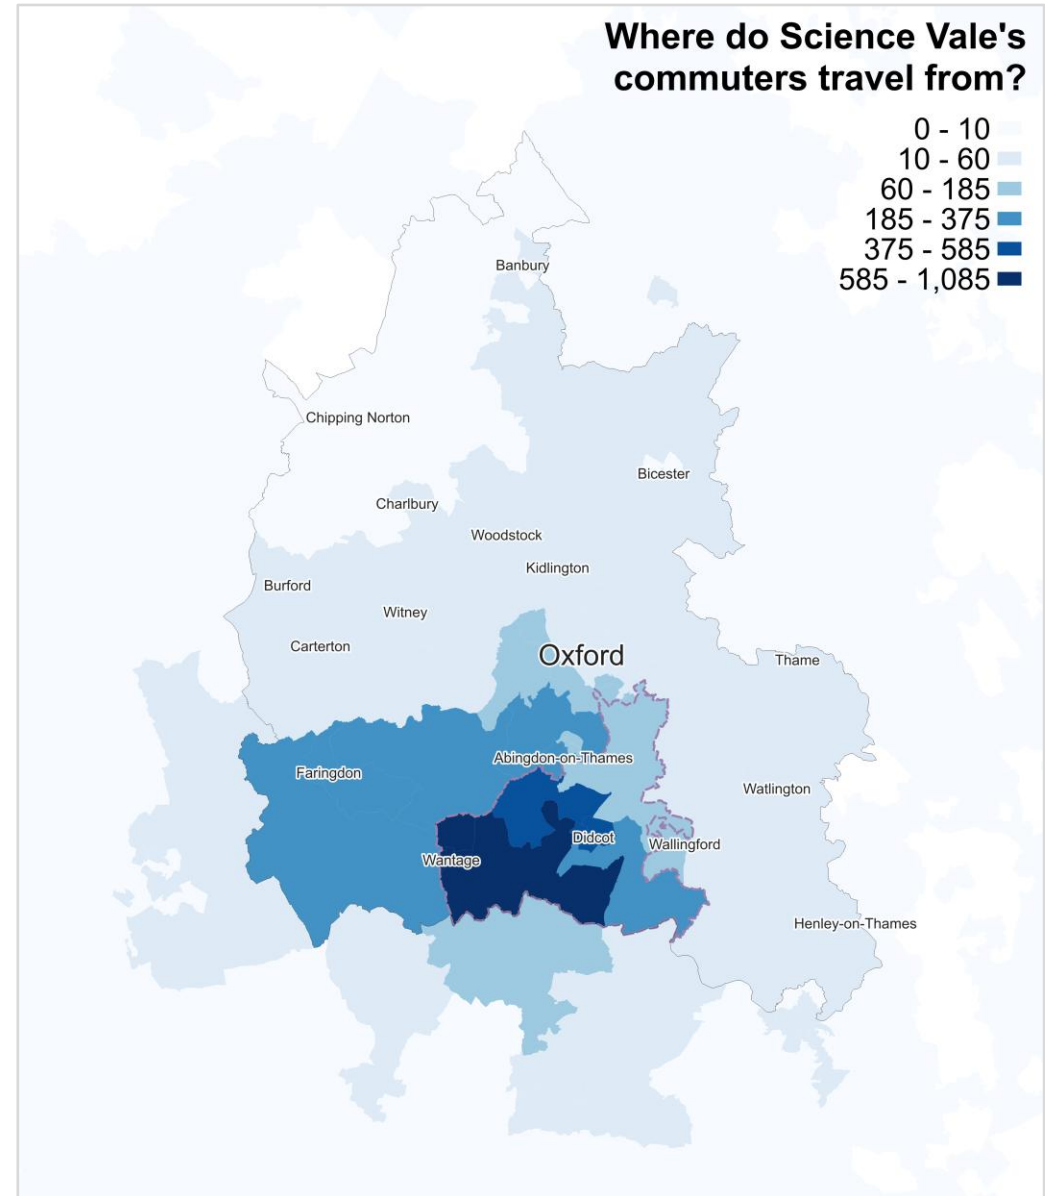 Where do Science Vale's
commuters travel from?
0 - 10
10 - 60
60 - 185
185 - 375
375 - 585
585 - 1,085
Banbury
Chipping Norton
Bicester
Charlbury
Woodstock
Kidlington
Burford
Witney
Carterton
Oxford
Thame
Abingdon-on-Thames
Faringdon
Watlington
Didcot
Wallingford
Wantage
Henley-on-Thames